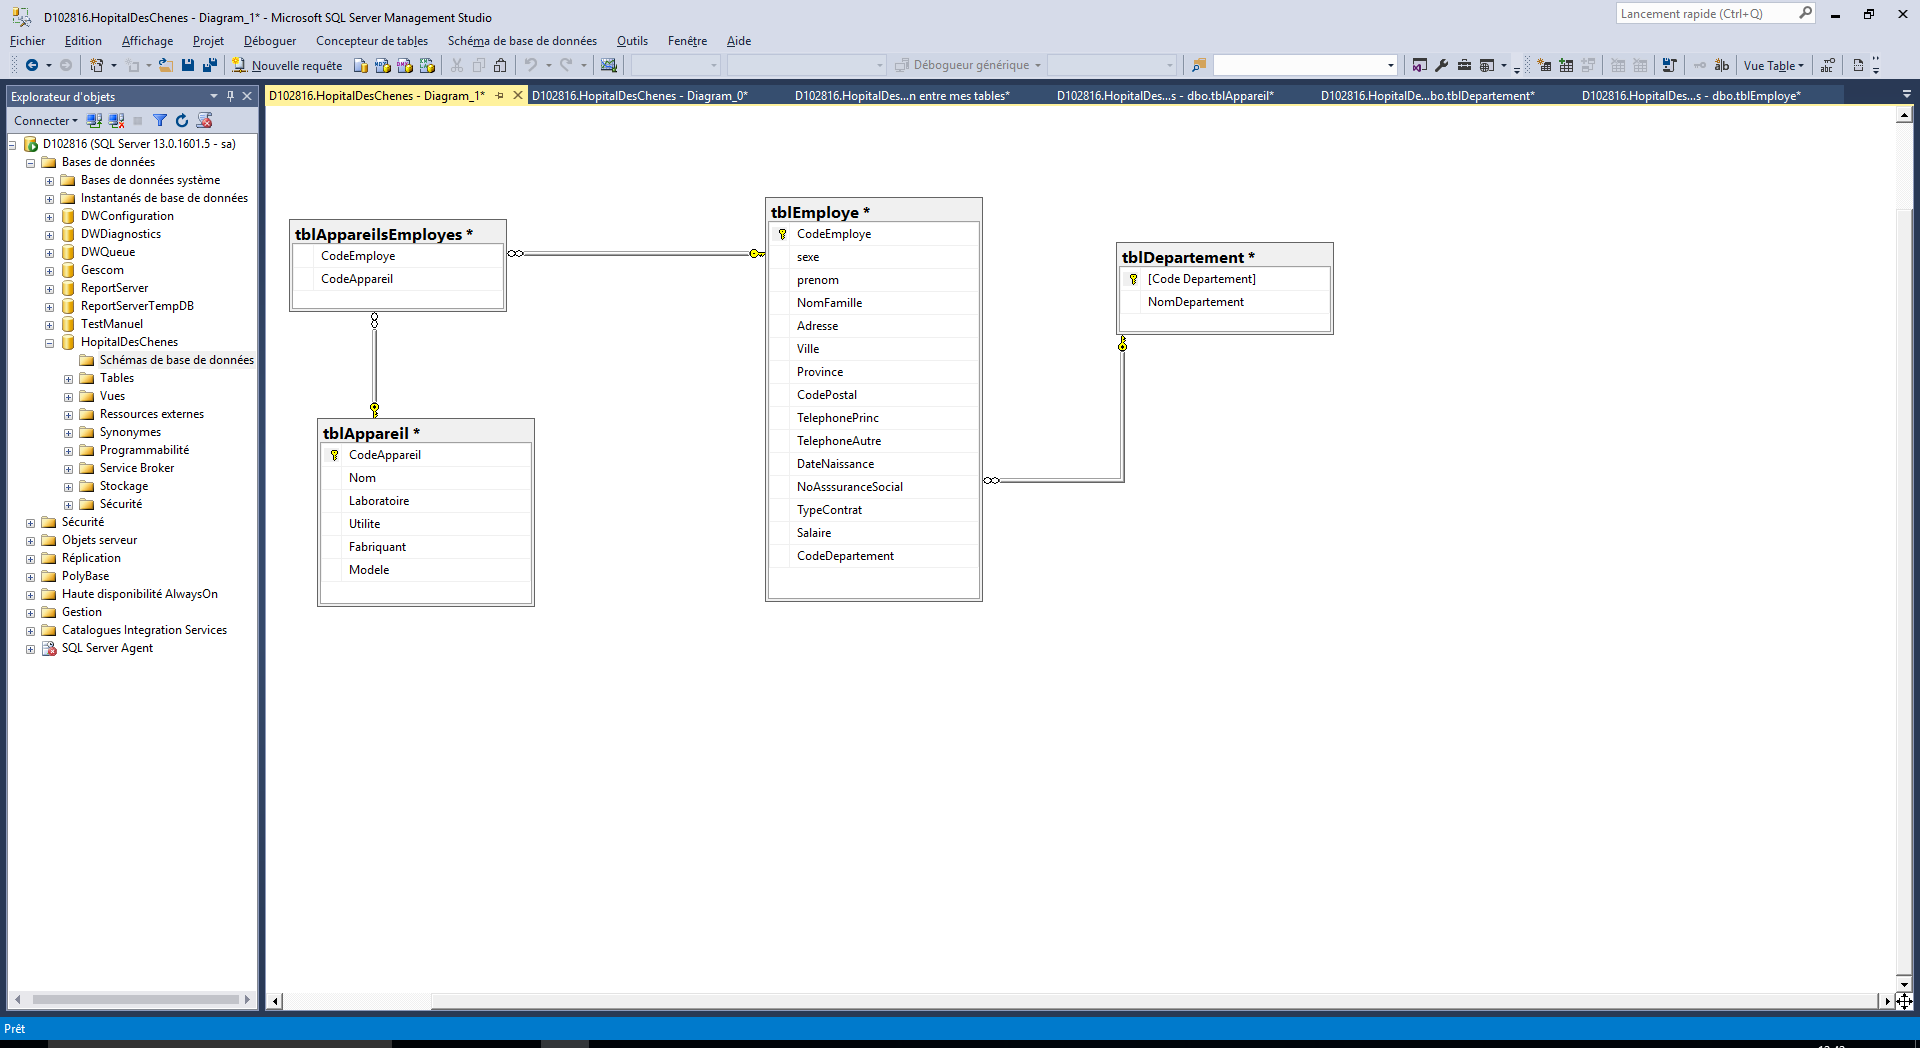 D102816.HopitalDesChenes - Diagram_1* - Microsoft SQL Server Management Studio
Lancement rapide (Ctrl+Q)
Fichier Edition Affichage Projet Déboguer Concepteur de tables Schéma de base de données Outils Fenêtre Aide
Nouvelle requête
Débogueur générique
Vue Table
Explorateur d'objets
D102816.HopitalDesChenes - Diagram_1* D102816.HopitalDesChenes - Diagram_0* D102816.HopitalDes...n entre mes tables* D102816.HopitalDes...s - dbo.tblAppareil* D102816.HopitalDe...bo.tblDepartement* D102816.HopitalDes...s - dbo.tblEmploye*
Connecter
D102816 (SQL Server 13.0.1601.5 - sa)
Bases de données
Bases de données système
Instantanés de base de données
DWConfiguration
DWDiagnostics
DWQueue
Gescom
ReportServer
ReportServerTempDB
TestManuel
HopitalDesChenes
Schémas de base de données
Tables
Vues
Ressources externes
Synonymes
Programmabilité
Service Broker
Stockage
Sécurité
Sécurité
Objets serveur
Réplication
PolyBase
Haute disponibilité AlwaysOn
Gestion
Catalogues Integration Services
SQL Server Agent
tblAppareilsEmployes *
CodeEmploye
CodeAppareil
tblAppareil *
CodeAppareil
Nom
Laboratoire
Utilite
Fabriquant
Modele
tblEmploye *
CodeEmploye
sexe
prenom
NomFamille
Adresse
Ville
Province
CodePostal
TelephonePrinc
TelephoneAutre
DateNaissance
NoAsssuranceSocial
TypeContrat
Salaire
CodeDepartement
tblDepartement *
[Code Departement]
NomDepartement
Prêt